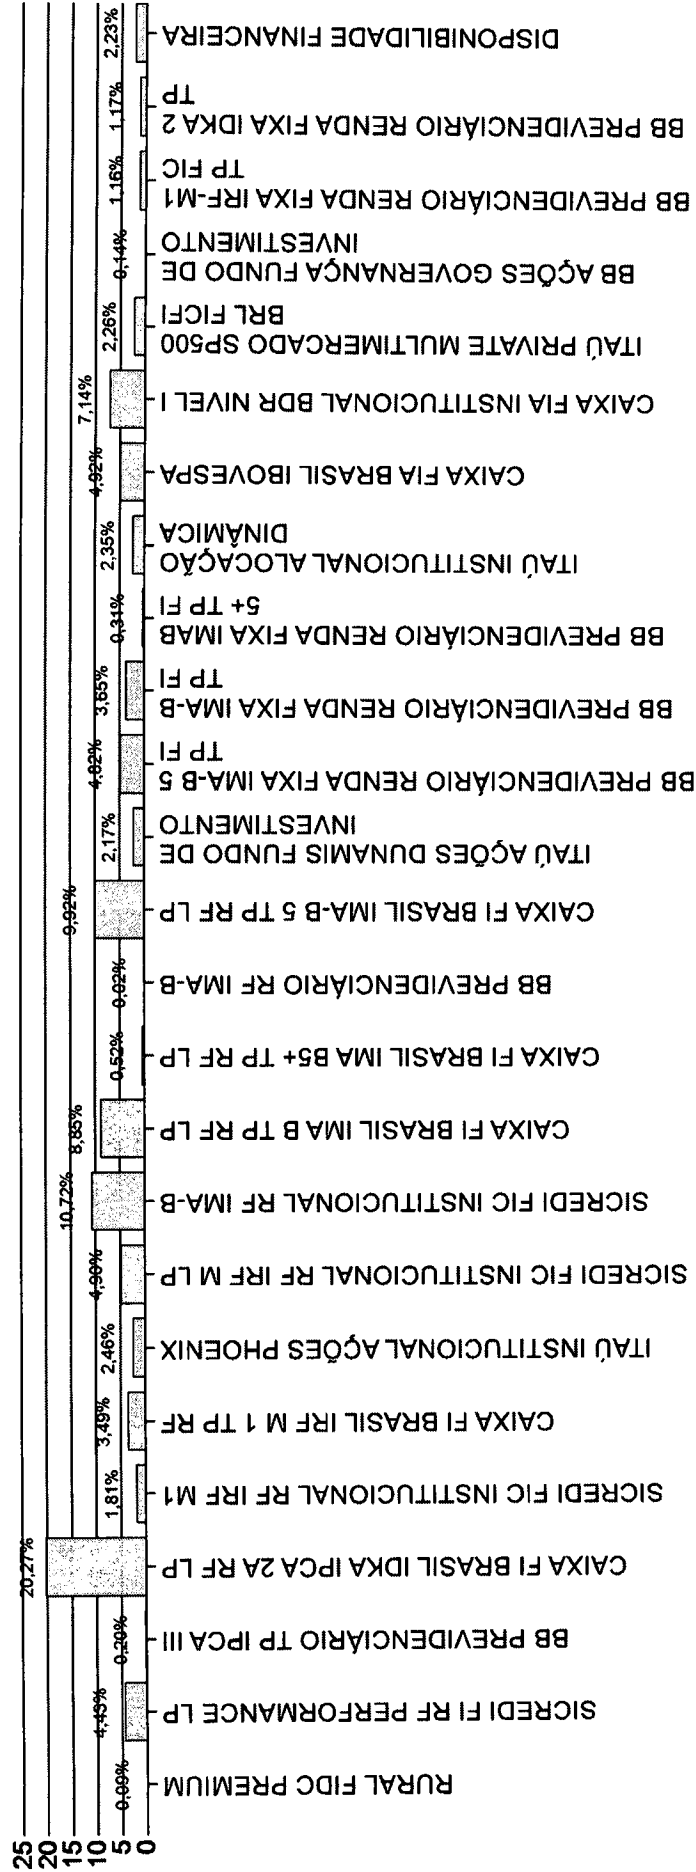 25
20
15
10
5
0
0,09%
4,43%
0,20%
20,27%
1,81%
3,49%
2,46%
4,90%
10,72%
8,85%
0,52%
0,02%
9,92%
2,17%
4,82%
3,65%
0,31%
2,35%
4,92%
7,14%
2,26%
0,14%
1,16%
1,17%
2,23%
RURAL FIDC PREMIUM
SICREDI FI RF PERFORMANCE LP
BB PREVIDENCIÁRIO TP IPCA III
CAIXA FI BRASIL IDKA IPCA 2A RF LP
SICREDI FIC INSTITUCIONAL RF IRF M1
CAIXA FI BRASIL IRF M 1 TP RF
ITAÚ INSTITUCIONAL AÇÕES PHOENIX
SICREDI FIC INSTITUCIONAL RF IRF M LP
SICREDI FIC INSTITUCIONAL RF IMA-B
CAIXA FI BRASIL IMA B TP RF LP
CAIXA FI BRASIL IMA B5+ TP RF LP
BB PREVIDENCIÁRIO RF IMA-B
CAIXA FI BRASIL IMA-B 5 TP RF LP
ITAÚ AÇÕES DUNAMIS FUNDO DE
INVESTIMENTO
BB PREVIDENCIÁRIO RENDA FIXA IMA-B 5
TP FI
BB PREVIDENCIÁRIO RENDA FIXA IMA-B
TP FI
BB PREVIDENCIÁRIO RENDA FIXA IMAB
5+ TP FI
ITAÚ INSTITUCIONAL ALOCAÇÃO
DINÂMICA
CAIXA FIA BRASIL IBOVESPA
CAIXA FIA INSTITUCIONAL BDR NIVEL I
ITAÚ PRIVATE MULTIMERCADO SP500
BRL FICFI
BB AÇÕES GOVERNANÇA FUNDO DE
INVESTIMENTO
BB PREVIDENCIÁRIO RENDA FIXA IRF-M1
TP FIC
BB PREVIDENCIÁRIO RENDA FIXA IDKA 2
TP
DISPONIBILIDADE FINANCEIRA